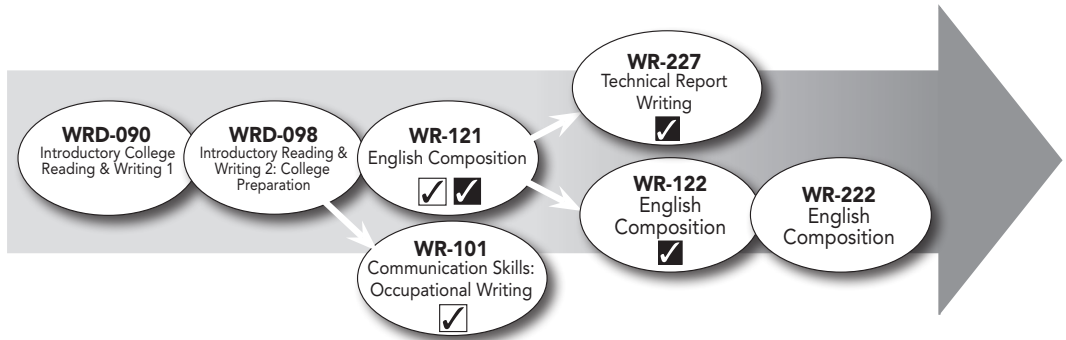 WRD-090
Introductory College
Reading & Writing 1
WRD-098
Introductory Reading &
Writing 2: College
Preparation
WR-121
English Composition
WR-101
Communication Skills:
Occupational Writing
WR-227
Technical Report
Writing
WR-122
English
Composition
WR-222
English
Composition